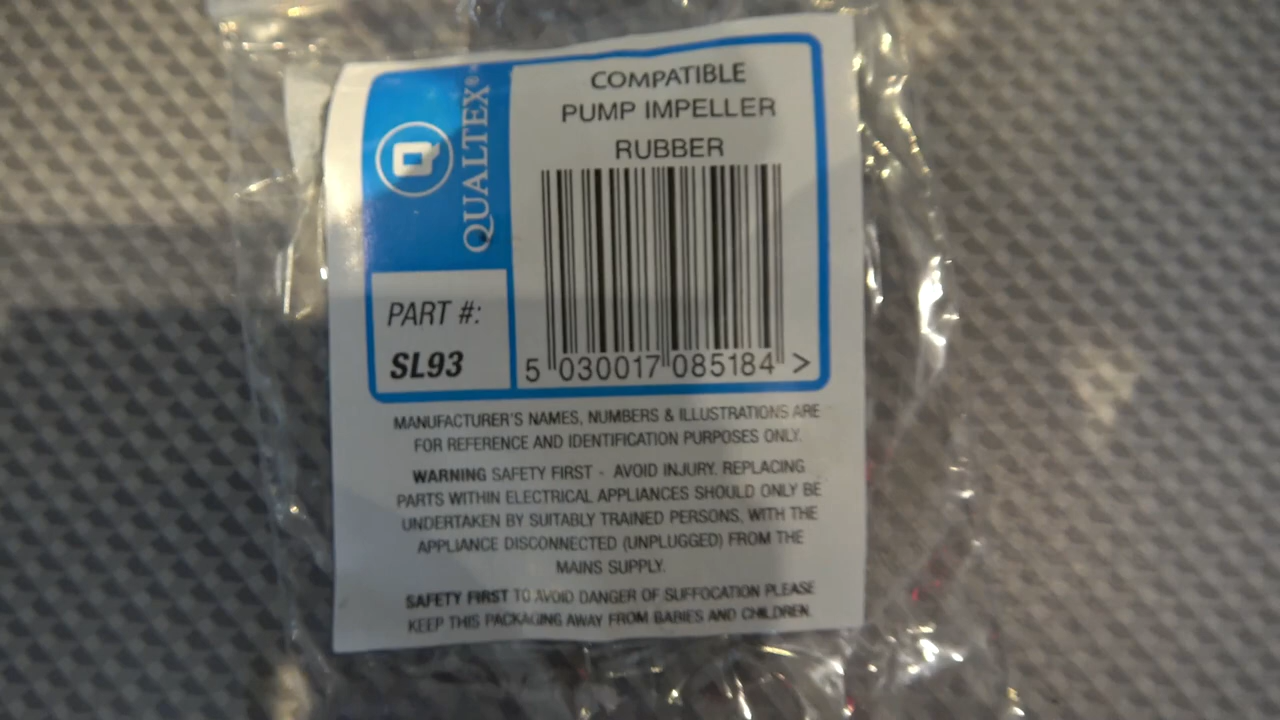 QUALTEX®
Q
COMPATIBLE
PUMP IMPELLER
RUBBER
PART #:
SL93
5 030017 085184 >
MANUFACTURER'S NAMES, NUMBERS & ILLUSTRATIONS ARE
FOR REFERENCE AND IDENTIFICATION PURPOSES ONLY.
WARNING SAFETY FIRST - AVOID INJURY. REPLACING
PARTS WITHIN ELECTRICAL APPLIANCES SHOULD ONLY BE
UNDERTAKEN BY SUITABLY TRAINED PERSONS, WITH THE
APPLIANCE DISCONNECTED (UNPLUGGED) FROM THE
MAINS SUPPLY.
SAFETY FIRST TO AVOID DANGER OF SUFFOCATION PLEASE
KEEP THIS PACKAGING AWAY FROM BABIES AND CHILDREN.